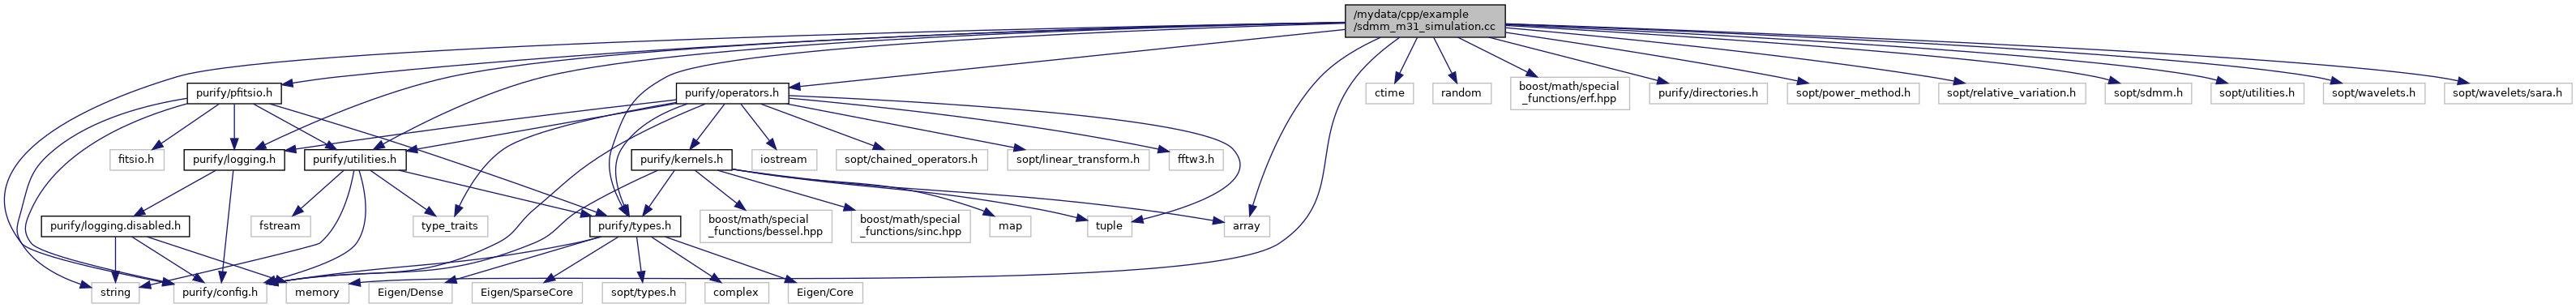 /mydata/cpp/example
/sdmm_m31_simulation.cc
purify/pfitsio.h
purify/operators.h
ctime
random
boost/math/special
_functions/erf.hpp
purify/directories.h
sopt/power_method.h
sopt/relative_variation.h
sopt/sdmm.h
sopt/utilities.h
sopt/wavelets.h
sopt/wavelets/sara.h
fitsio.h
purify/logging.h
purify/utilities.h
purify/kernels.h
iostream
sopt/chained_operators.h
sopt/linear_transform.h
fftw3.h
purify/logging.disabled.h
fstream
type_traits
purify/types.h
boost/math/special
_functions/bessel.hpp
boost/math/special
_functions/sinc.hpp
map
tuple
array
string
purify/config.h
memory
Eigen/Dense
Eigen/SparseCore
sopt/types.h
complex
Eigen/Core